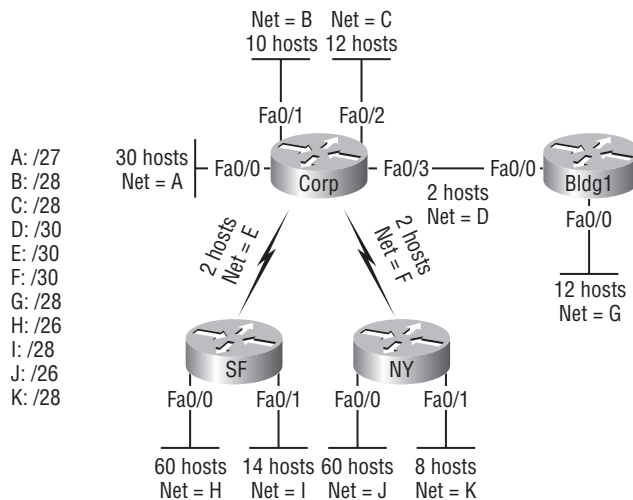 Net = B
10 hosts
Net = C
12 hosts
Fa0/1
Fa0/2
A: /27
B: /28
C: /28
D: /30
E: /30
F: /30
G: /28
H: /26
I: /28
J: /26
K: /28
30 hosts
Net = A
Fa0/0
Corp
Fa0/3
2 hosts
Net = D
Fa0/0
Bldg1
Fa0/0
12 hosts
Net = G
2 hosts
Net = E
2 hosts
Net = F
SF
NY
Fa0/0
Fa0/1
Fa0/0
Fa0/1
60 hosts
Net = H
14 hosts
Net = I
60 hosts
Net = J
8 hosts
Net = K